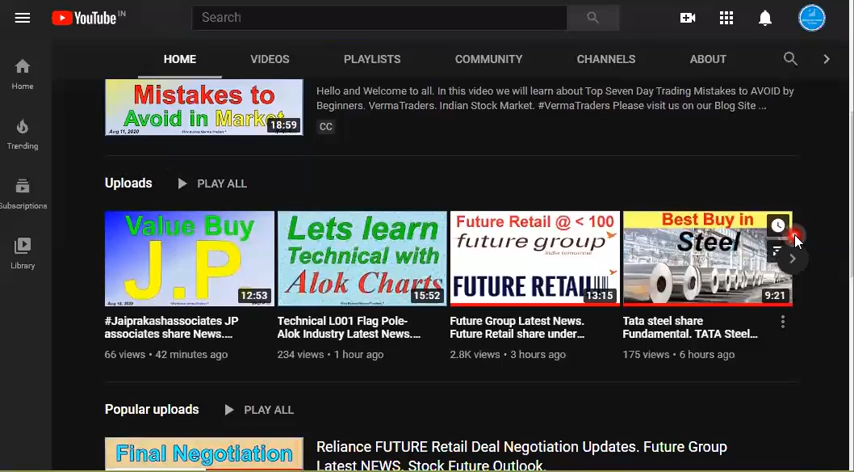 YouTube IN
Search
HOME VIDEOS PLAYLISTS COMMUNITY CHANNELS ABOUT
Home
Trending
Subscriptions
Library
Mistakes to
Avoid in Market
Aug 11, 2020
18:59
Hello and Welcome to all. In this video we will learn about Top Seven Day Trading Mistakes to AVOID by
Beginners. VermaTraders. Indian Stock Market. #VermaTraders Please visit us on our Blog Site ...
CC
Uploads PLAY ALL
Value Buy
J.P
12:53
Lets learn
Technical with
Alok Charts
15:52
Future Retail @ < 100
future group
india tomorrow
FUTURE RETAIL
13:15
Best Buy in
Steel
9:21
#Jaiprakashassociates JP
associates share News....
66 views • 42 minutes ago
Technical L001 Flag Pole-
Alok Industry Latest News....
234 views • 1 hour ago
Future Group Latest News.
Future Retail share under...
2.8K views • 3 hours ago
Tata steel share
Fundamental. TATA Steel...
175 views • 6 hours ago
Popular uploads PLAY ALL
Final Negotiation
Reliance FUTURE Retail Deal Negotiation Updates. Future Group
Latest NEWS. Stock Future Outlook.